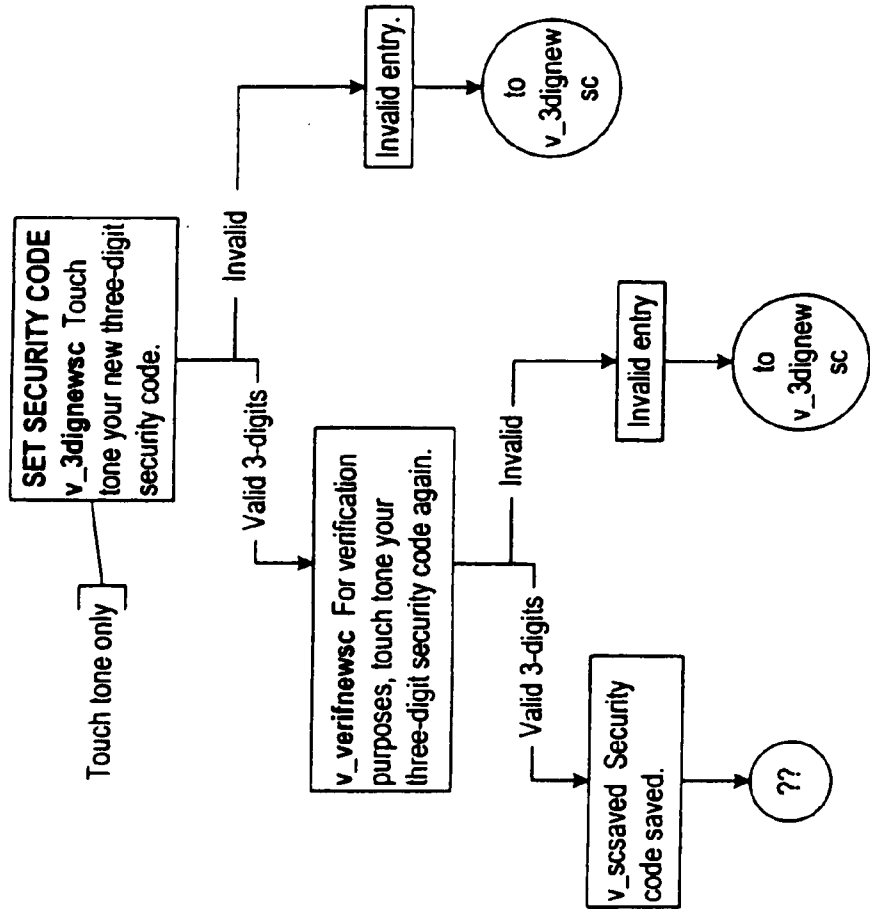 Touch tone only
SET SECURITY CODE
v_3dignewsc Touch
tone your new three-digit
security code.
Valid 3-digits
Invalid
v_verifnewsc For verification
purposes, touch tone your
three-digit security code again.
Invalid entry.
to
v_3dignew
sc
Valid 3-digits
Invalid
v_scsaved Security
code saved.
Invalid entry
??
to
v_3dignew
sc